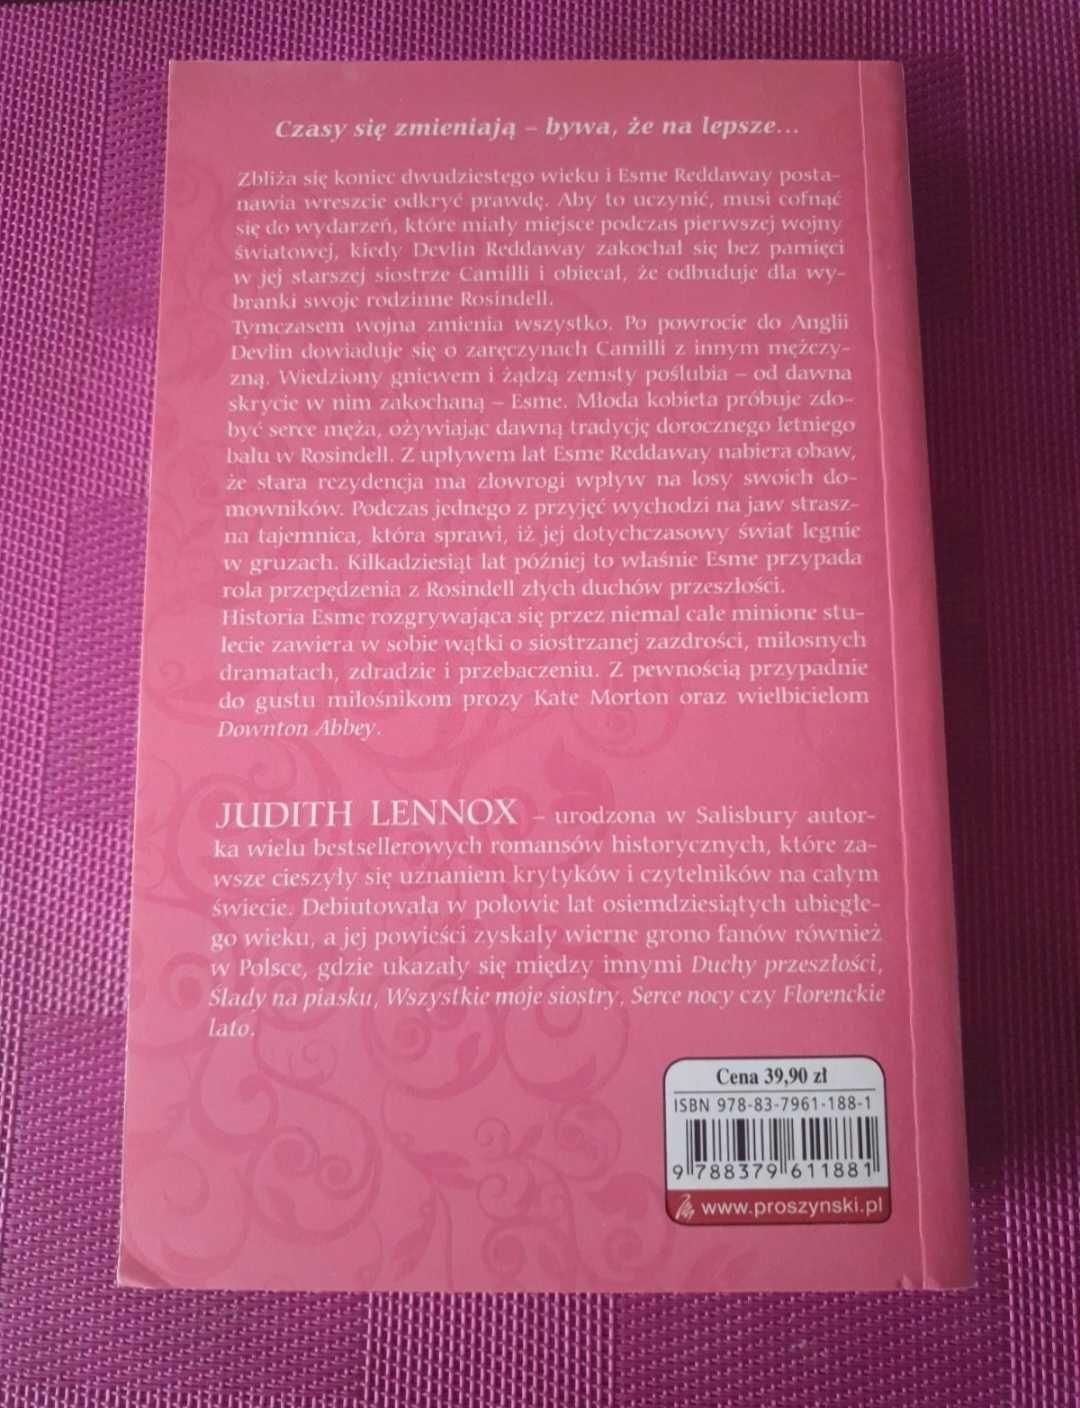 Czasy się zmieniają – bywa, że na lepsze...
Zbliża się koniec dwudziestego wieku i Esme Reddaway posta-
nawia wreszcie odkryć prawdę. Aby to uczynić, musi cofnąć
się do wydarzeń, które miały miejsce podczas pierwszej wojny
światowej, kiedy Devlin Reddaway zakochał się bez pamięci
w jej starszej siostrze Camilli i obiecał, że odbuduje dla wy-
branki swoje rodzinne Rosindell.
Tymczasem wojna zmienia wszystko. Po powrocie do Anglii
Devlin dowiaduje się o zaręczynach Camilli z innym mężczy-
zną. Wiedziony gniewem i żądzą zemsty poślubia – od dawna
skrycie w nim zakochaną – Esme. Młoda kobieta próbuje zdo-
być serce męża, ożywiając dawną tradycję dorocznego letniego
balu w Rosindell. Z upływem lat Esme Reddaway nabiera obaw,
że stara rezydencja ma złowrogi wpływ na losy swoich do-
mowników. Podczas jednego z przyjęć wychodzi na jaw strasz-
na tajemnica, która sprawi, iż jej dotychczasowy świat legnie
w gruzach. Kilkadziesiąt lat później to właśnie Esme przypada
rola przepędzenia z Rosindell złych duchów przeszłości.
Historia Esme rozgrywająca się przez niemal całe minione stu-
lecie zawiera w sobie wątki o siostrzanej zazdrości, miłosnych
dramatach, zdradzie i przebaczeniu. Z pewnością przypadnie
do gustu miłośnikom prozy Kate Morton oraz wielbicielom
Downton Abbey.
JUDITH LENNOX – urodzona w Salisbury autor-
ka wielu bestsellerowych romansów historycznych, które za-
wsze cieszyły się uznaniem krytyków i czytelników na całym
świecie. Debiutowała w połowie lat osiemdziesiątych ubiegłe-
go wieku, a jej powieści zyskały wierne grono fanów również
w Polsce, gdzie ukazały się między innymi Duchy przeszłości,
Ślady na piasku, Wszystkie moje siostry, Serce nocy czy Florenckie
lato.
Cena 39,90 zł
ISBN 978-83-7961-188-1
9 788379 611881
www.proszynski.pl